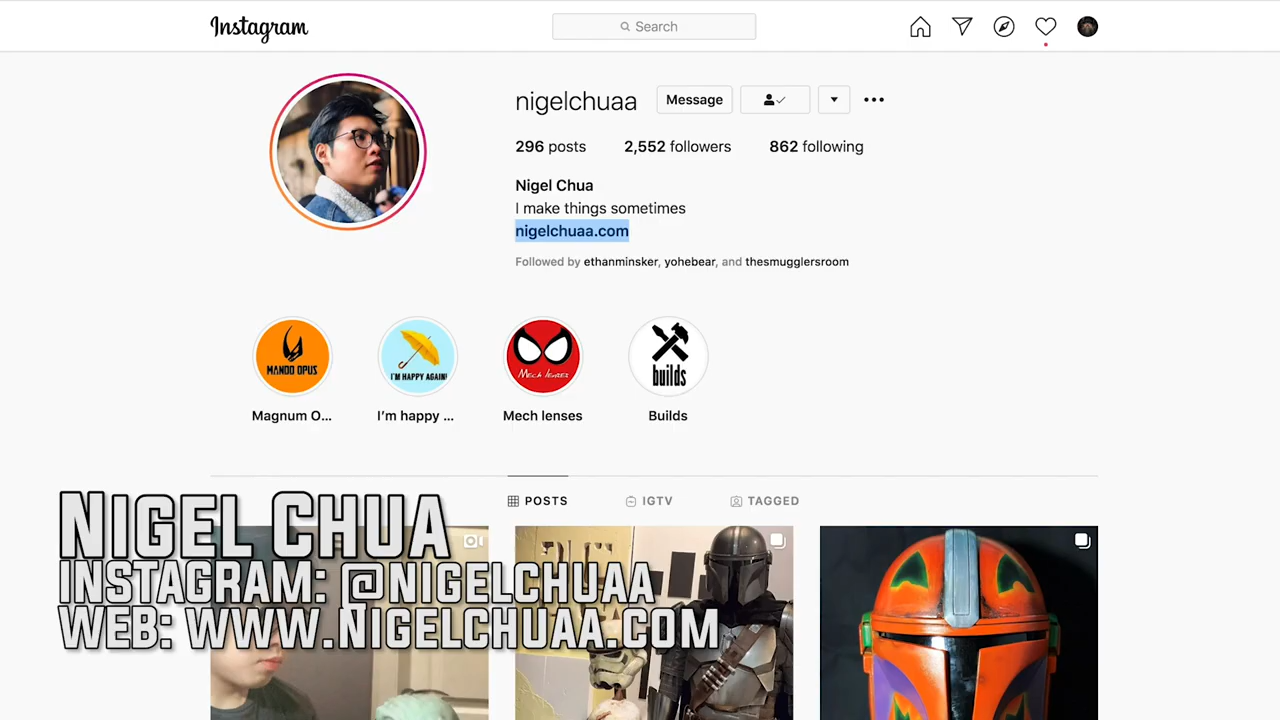 Instagram
Search
nigelchuaa
Message
296 posts
2,552 followers
862 following
Nigel Chua
I make things sometimes
nigelchuaa.com
Followed by ethanminsker, yohebear, and thesmugglersroom
MANDO OPUS
I'M HAPPY AGAIN!
Mech lenses
builds
Magnum O...
I'm happy ...
Mech lenses
Builds
POSTS
IGTV
TAGGED
NIGEL CHUA
INSTAGRAM: @NIGELCHUAA
WEB: WWW.NIGELCHUAA.COM